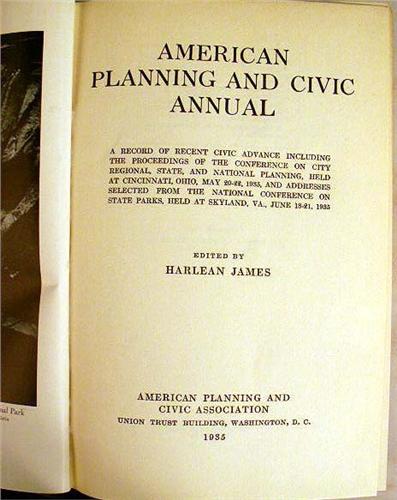 AMERICAN
PLANNING AND CIVIC
ANNUAL
A RECORD OF RECENT CIVIC ADVANCE INCLUDING
THE PROCEEDINGS OF THE CONFERENCE ON CITY
REGIONAL, STATE, AND NATIONAL PLANNING, HELD
AT CINCINNATI, OHIO, MAY 20-22, 1935, AND ADDRESSES
SELECTED FROM THE NATIONAL CONFERENCE ON
STATE PARKS, HELD AT SKYLAND, VA., JUNE 18-21, 1935
EDITED BY
HARLEAN JAMES
AMERICAN PLANNING AND
CIVIC ASSOCIATION
UNION TRUST BUILDING, WASHINGTON, D. C.
1935
Park